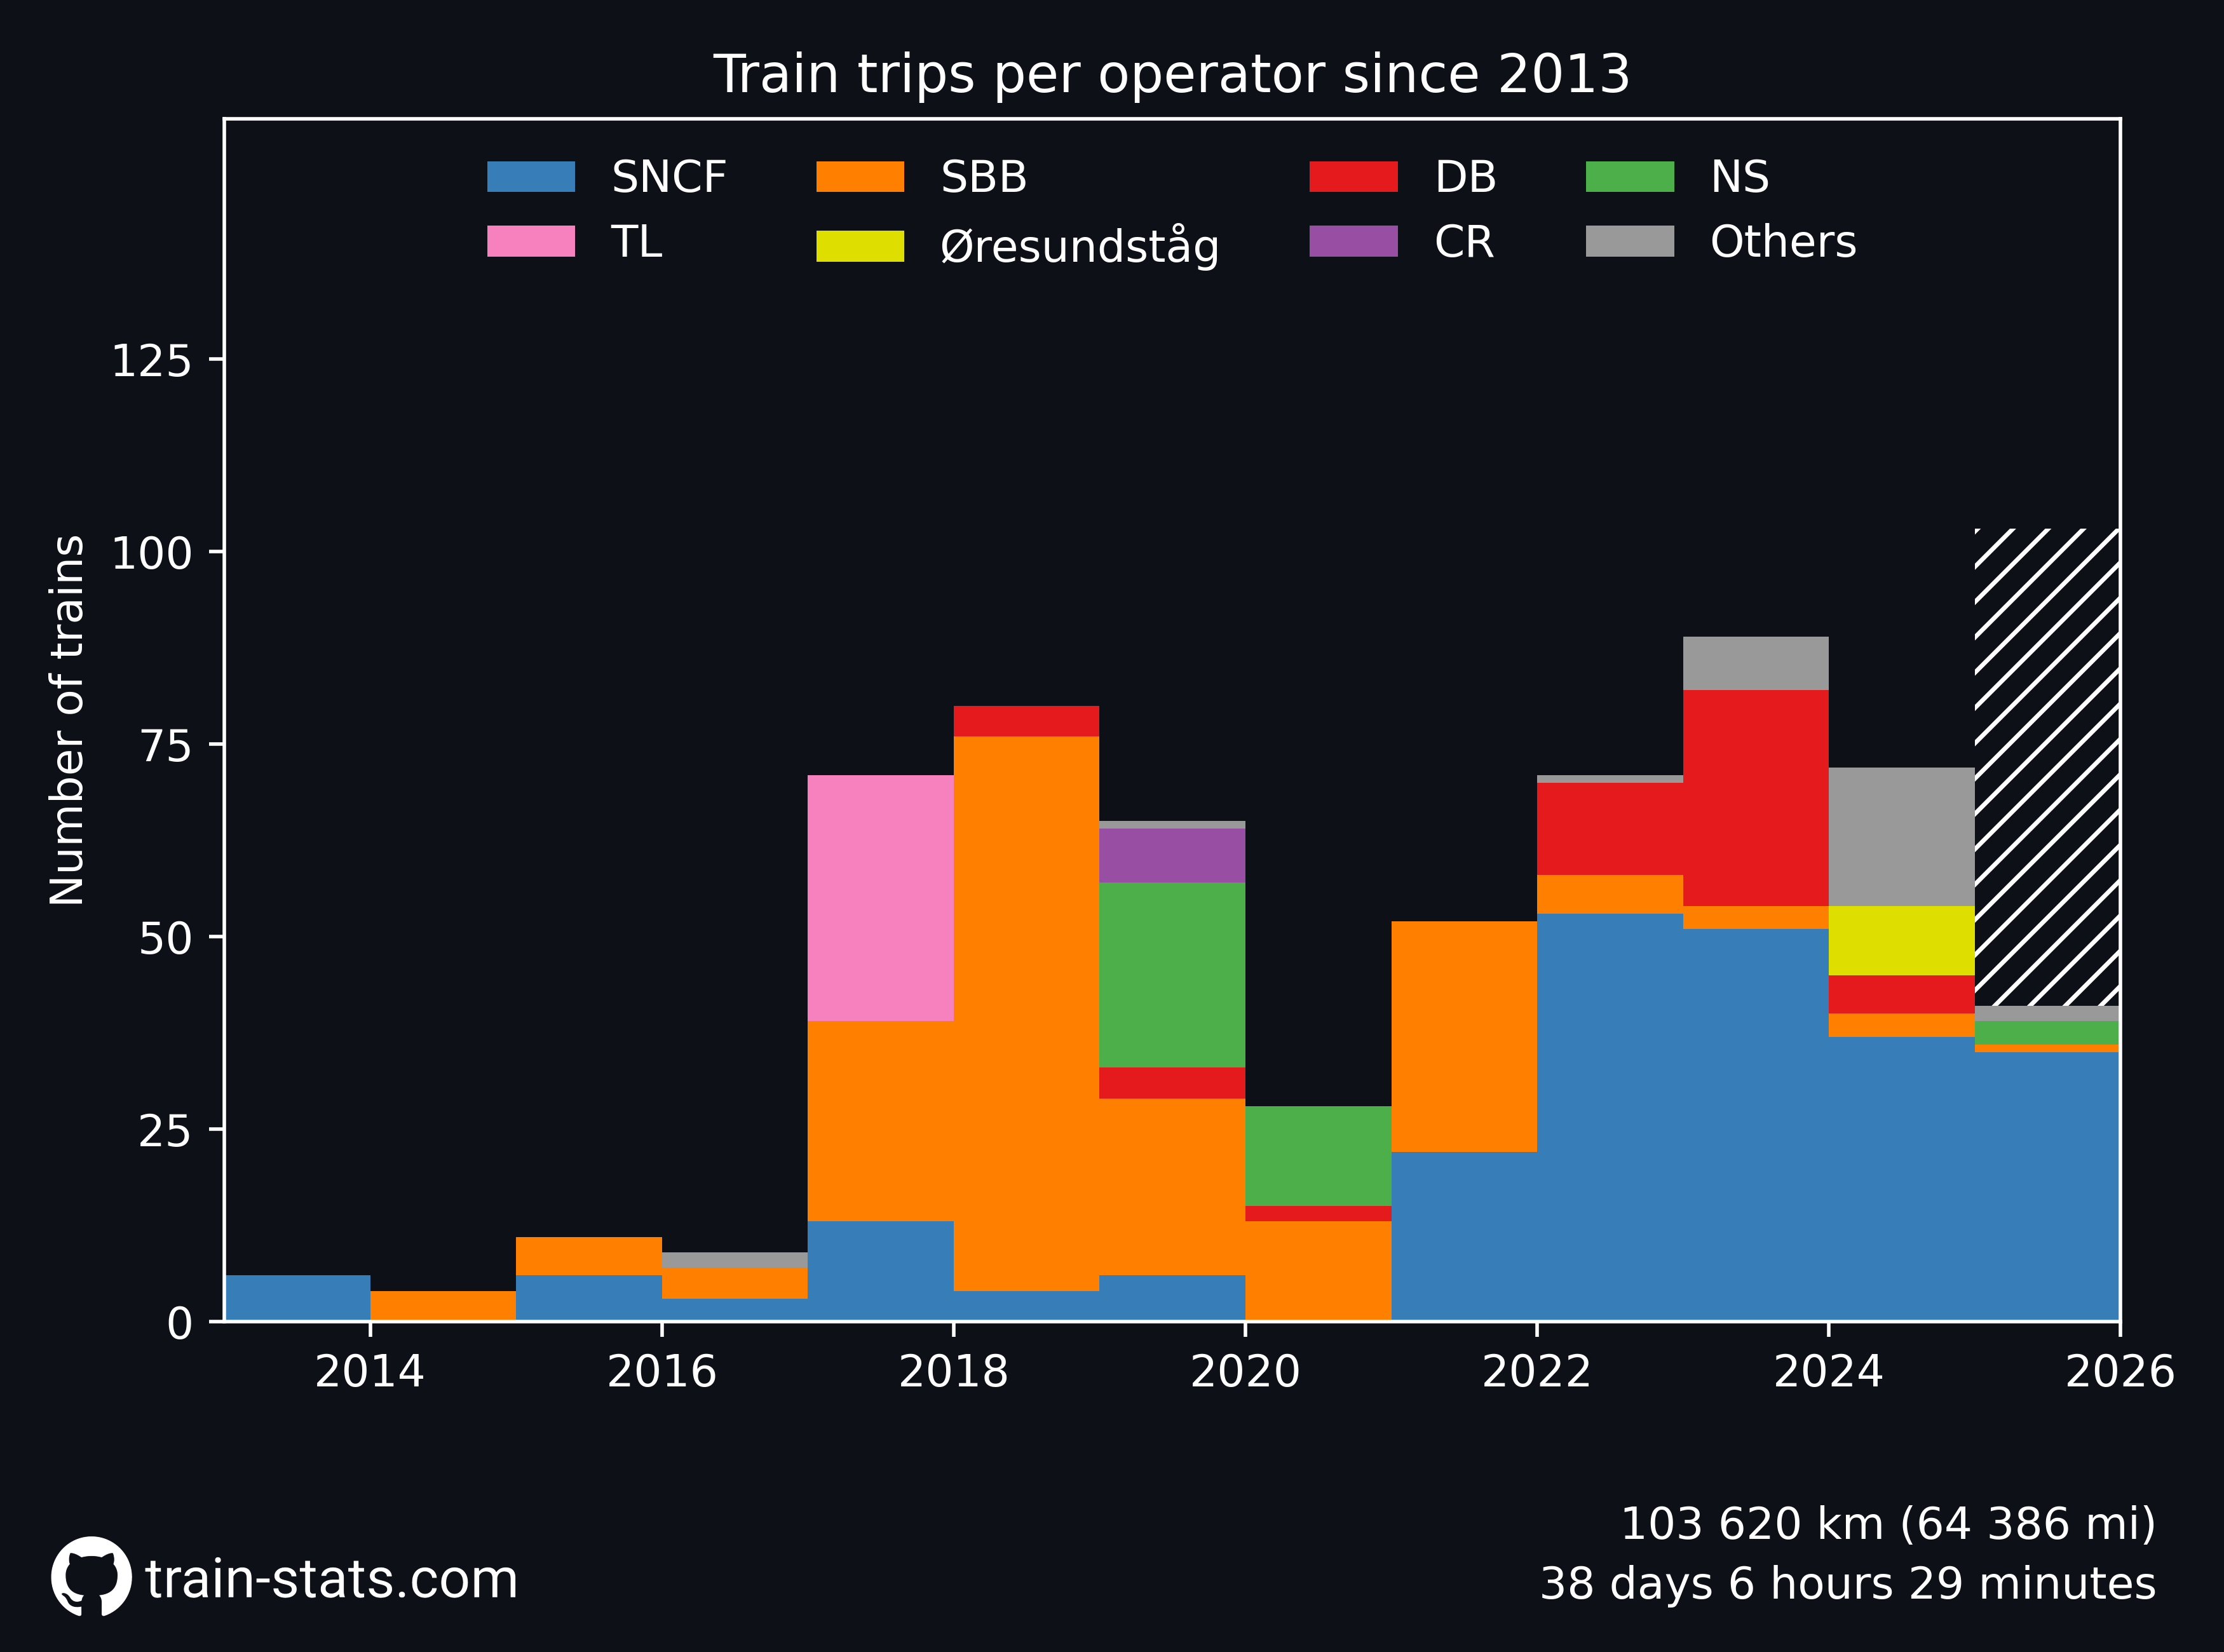 Train trips per operator since 2013
SNCF SBB DB NS
TL Øresundståg CR Others
Number of trains
125
100
75
50
25
0
2014 2016 2018 2020 2022 2024 2026
103 620 km (64 386 mi)
train-stats.com
38 days 6 hours 29 minutes